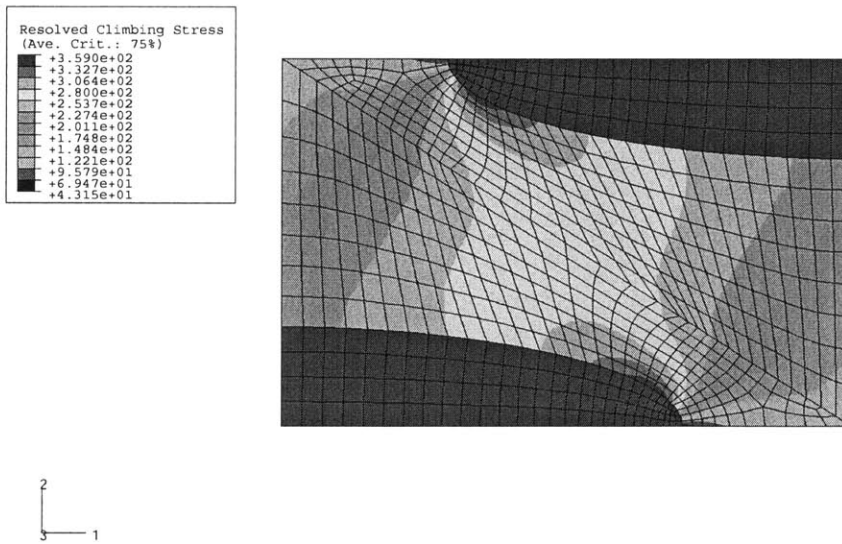 Resolved Climbing Stress
(Ave. Crit.: 75%)
+3.590e+02
+3.327e+02
+3.064e+02
+2.800e+02
+2.537e+02
+2.274e+02
+2.011e+02
+1.748e+02
+1.484e+02
+1.221e+02
+9.579e+01
+6.947e+01
+4.315e+01
2
3 1